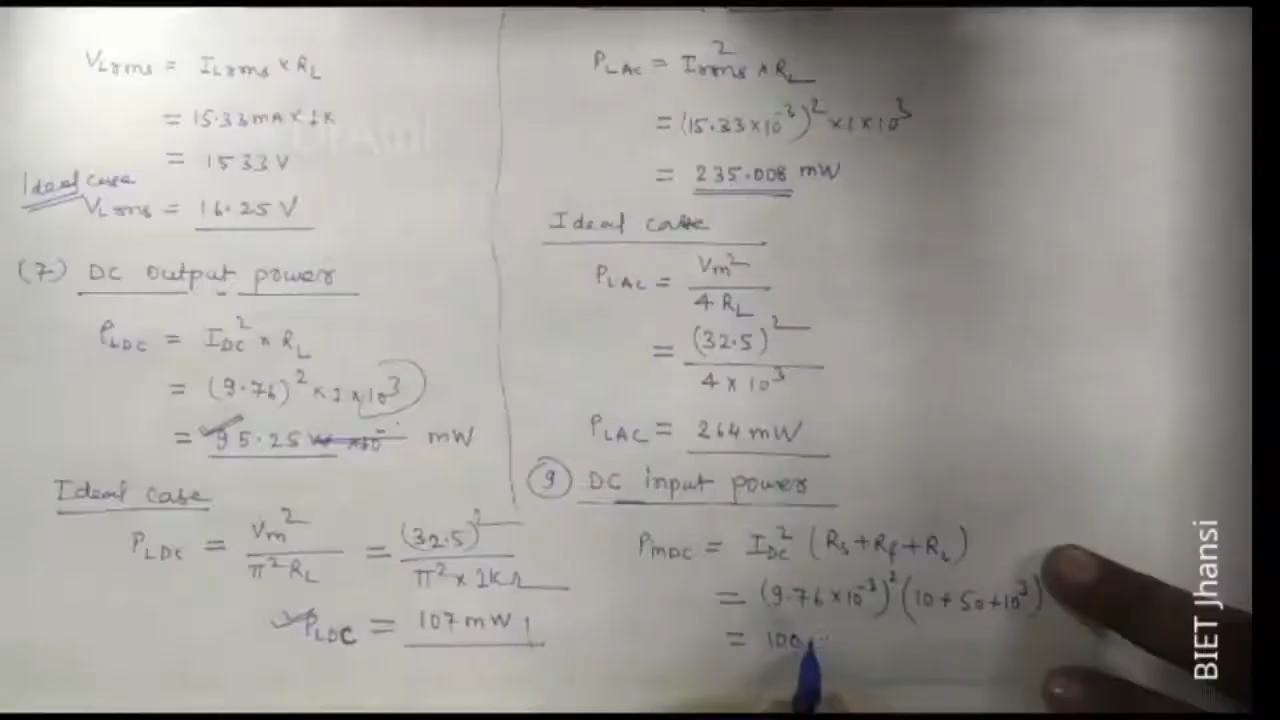 VLrms = ILrms × RL
= 15.33mA × 1K
= 15 33 V
Ideal case
VLrms = 16.25 V
(7) DC output power
PLDC = IDC² × RL
= (9.76)² × 1 × 10³
= 95.25 mW
Ideal case
PLDC = Vm² / π² RL = (32.5)² / π² × 1KΩ
PLDC = 107 mW
PLAC = Irms² × RL
= (15.33 × 10⁻³)² × 1 × 10³
= 235.008 mW
Ideal case
PLAC = Vm² / 4 RL
= (32.5)² / 4 × 10³
PLAC = 264 mW
(9) DC input power
PINDC = IDC² (Rs + Rf + RL)
= (9.76 × 10⁻³)² (10 + 50 + 10³)
= 100
BIET Jhansi